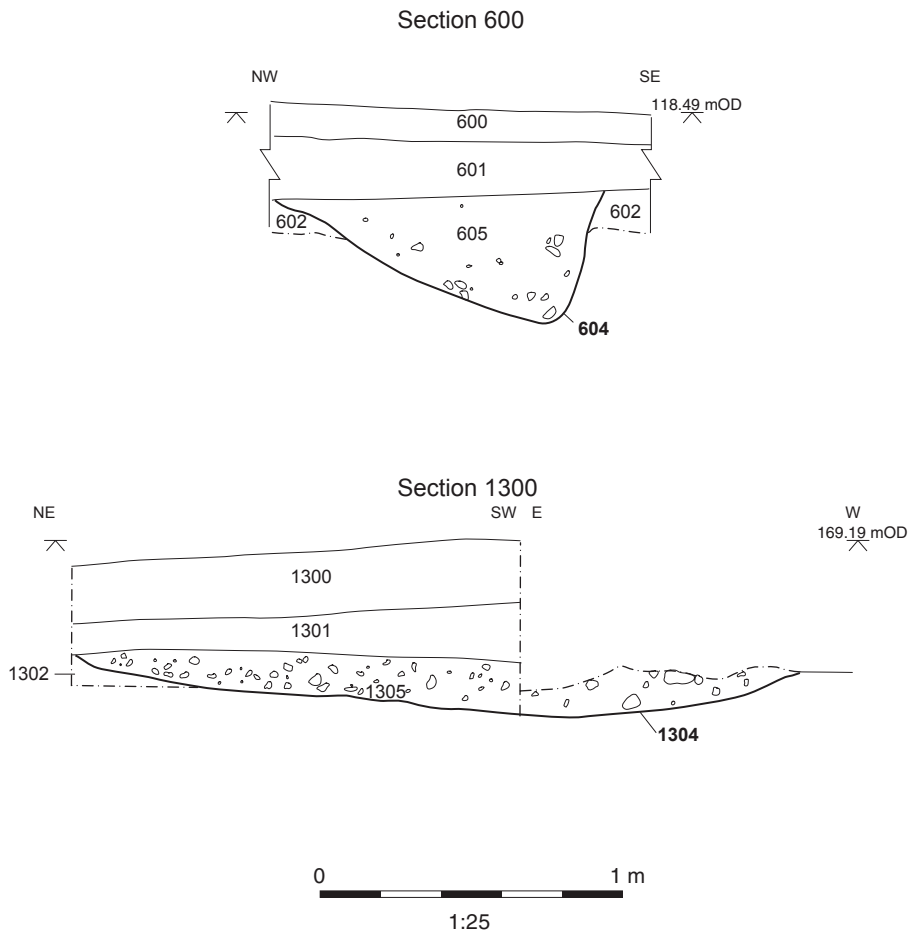 Section 600
NW SE
118.49 mOD
600
601
602 602
605
604
Section 1300
NE SW E W
169.19 mOD
1300
1301
1302
1305
1304
0 1 m
1:25